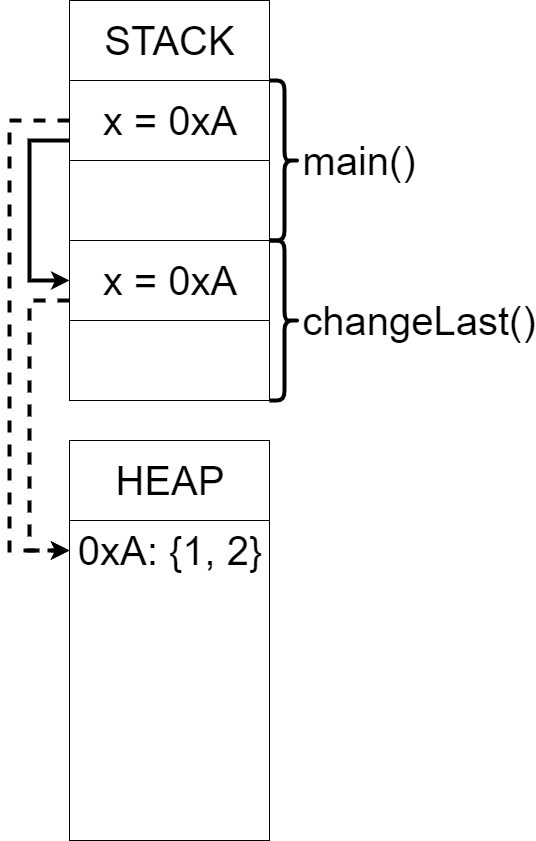 STACK
x = 0xA
main()
x = 0xA
changeLast()
HEAP
0xA: {1, 2}